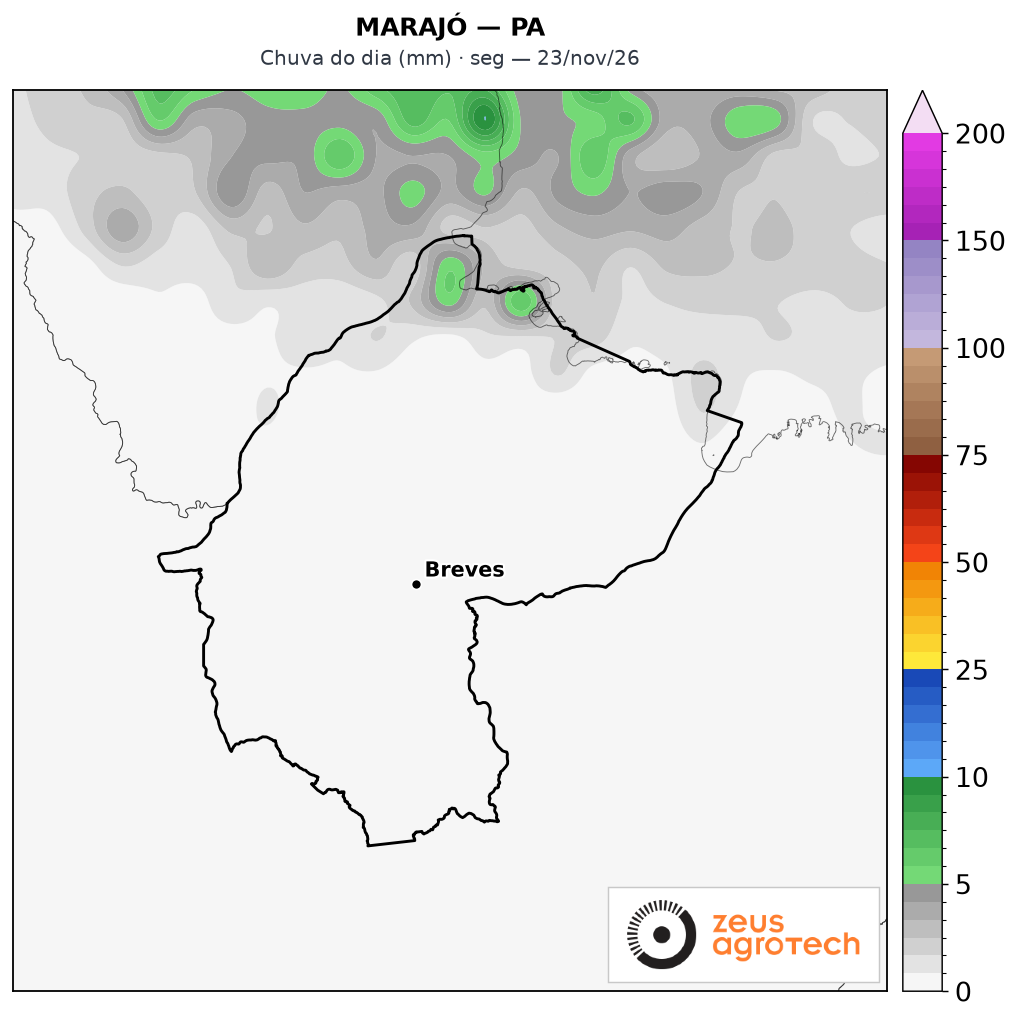 MARAJÓ — PA
Chuva do dia (mm) · seg — 23/nov/26
200
150
100
75
50
25
10
5
0
Breves
zeus
agrotech